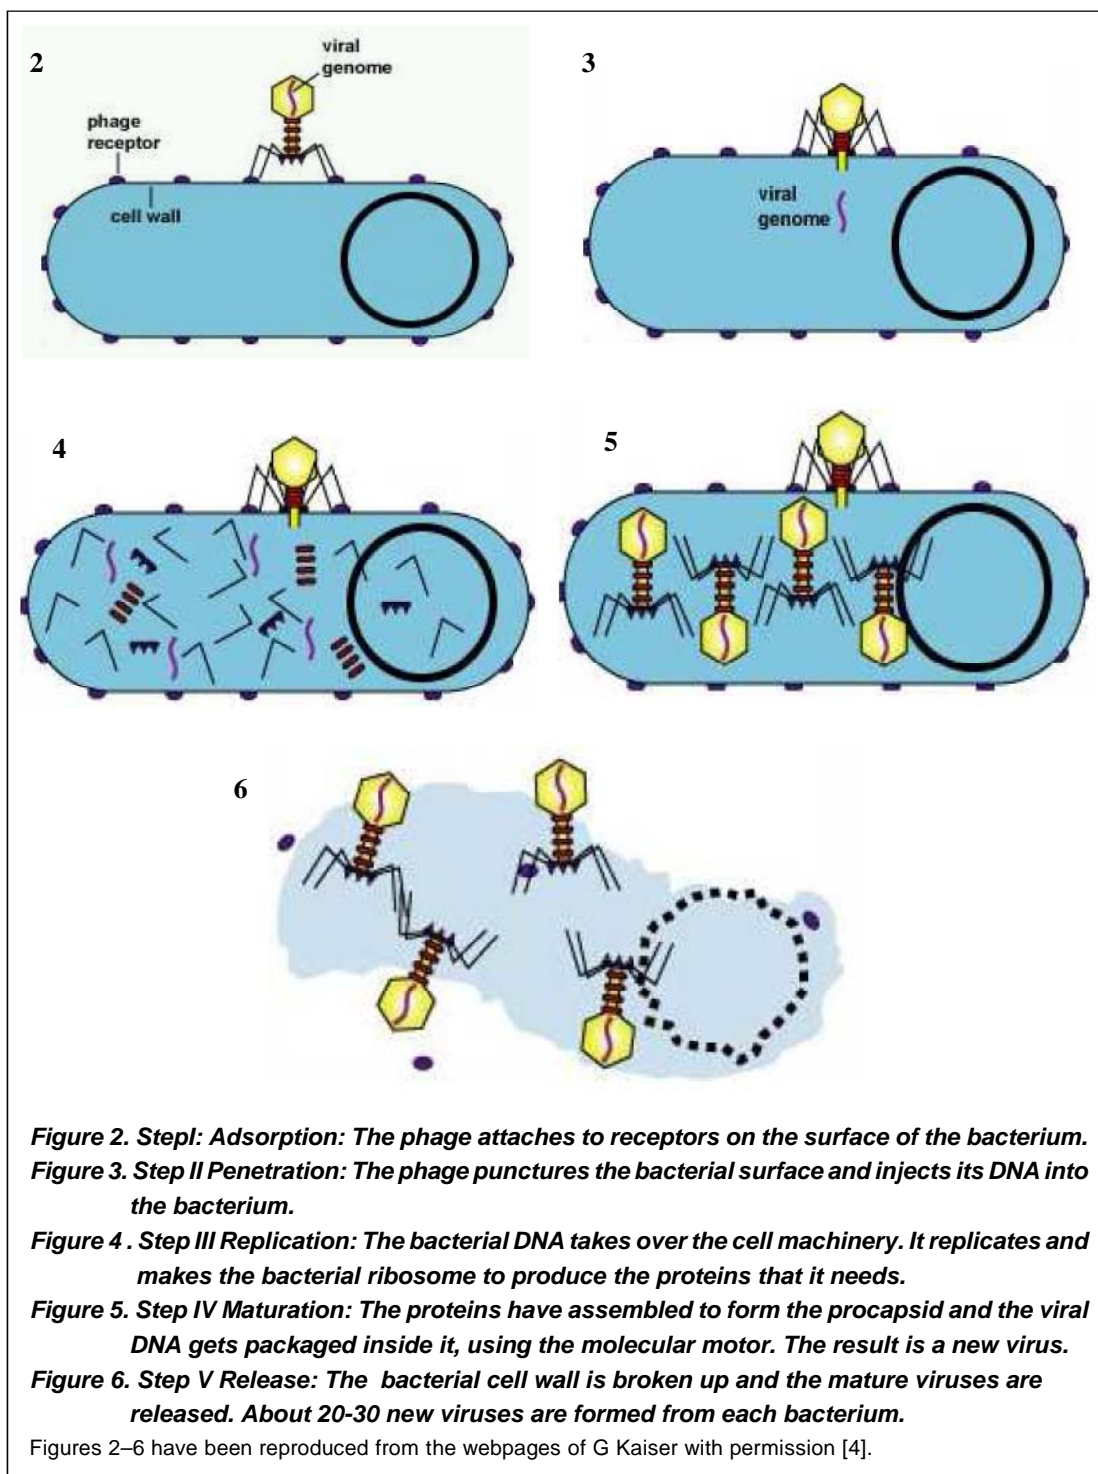 2
viral
genome
phage
receptor
cell wall
3
viral
genome
4
5
6
Figure 2. StepI: Adsorption: The phage attaches to receptors on the surface of the bacterium.
Figure 3. Step II Penetration: The phage punctures the bacterial surface and injects its DNA into
the bacterium.
Figure 4 . Step III Replication: The bacterial DNA takes over the cell machinery. It replicates and
makes the bacterial ribosome to produce the proteins that it needs.
Figure 5. Step IV Maturation: The proteins have assembled to form the procapsid and the viral
DNA gets packaged inside it, using the molecular motor. The result is a new virus.
Figure 6. Step V Release: The bacterial cell wall is broken up and the mature viruses are
released. About 20-30 new viruses are formed from each bacterium.
Figures 2–6 have been reproduced from the webpages of G Kaiser with permission [4].